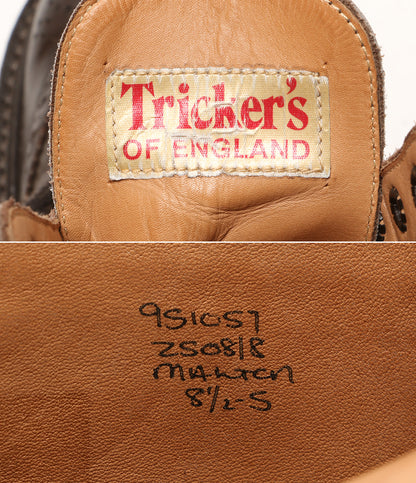 Tricker's
OF ENGLAND
951057
2508/8
MALTON
8½-5